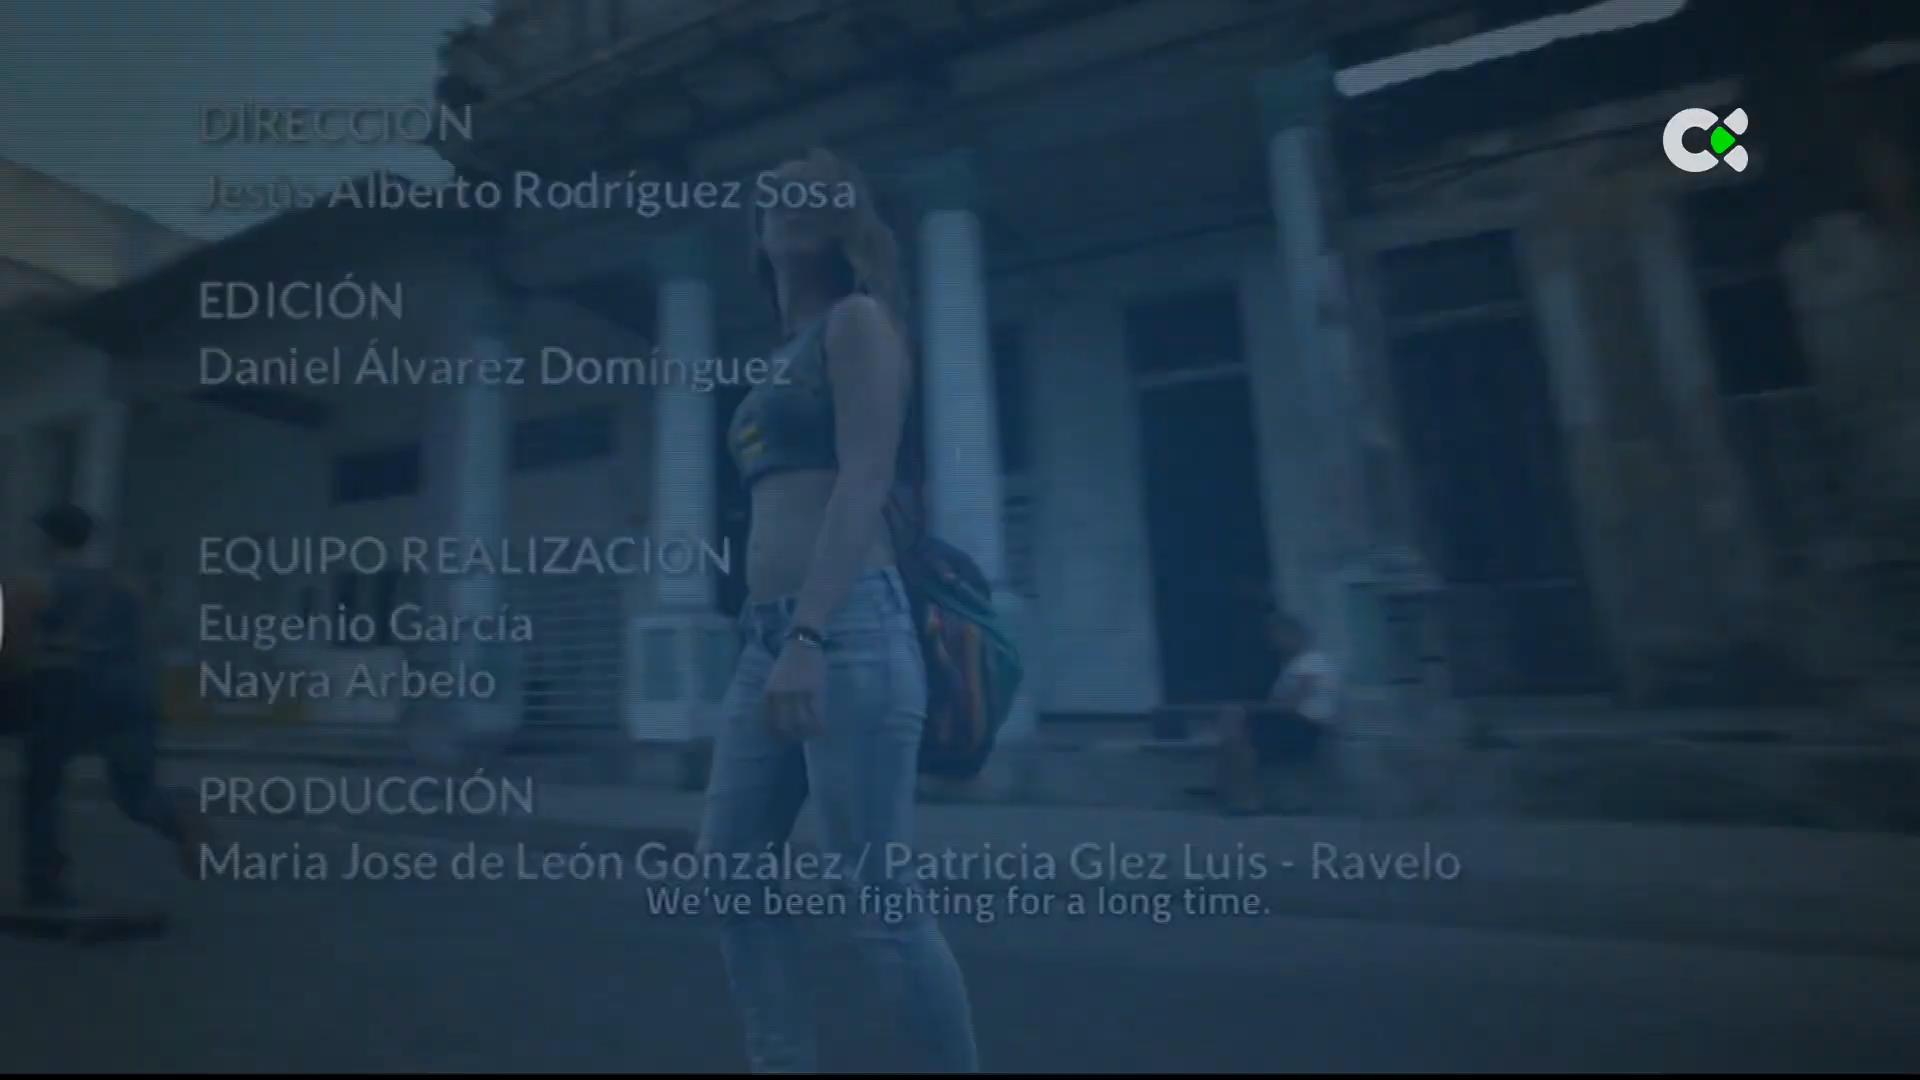 DIRECCIÓN
Jesús Alberto Rodríguez Sosa
EDICIÓN
Daniel Álvarez Domínguez
EQUIPO REALIZACIÓN
Eugenio García
Nayra Arbelo
PRODUCCIÓN
Maria Jose de León González / Patricia Glez Luis - Ravelo
We've been fighting for a long time.